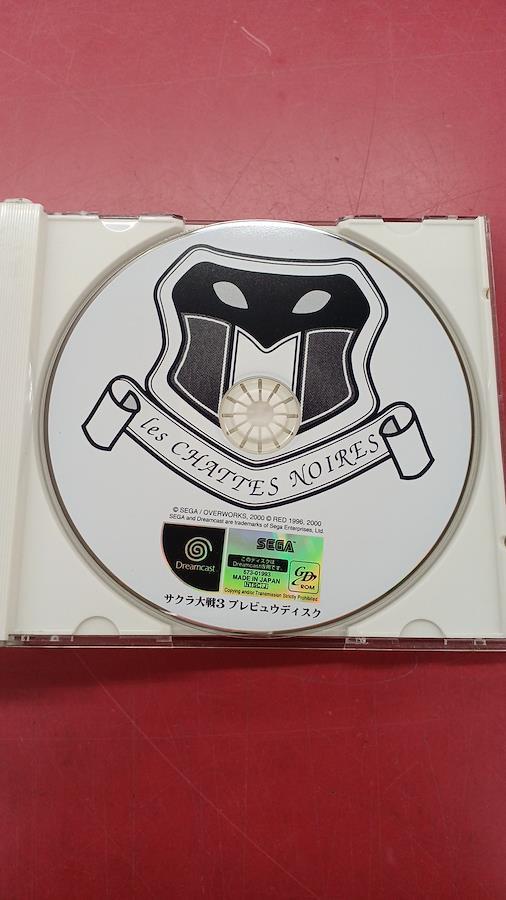 les CHATTES NOIRES
© SEGA / OVERWORKS, 2000 © RED 1996, 2000
SEGA and Dreamcast are trademarks of Sega Enterprises, Ltd.
Dreamcast
SEGA™
このディスクは
Dreamcast専用です。
573-01993
MADE IN JAPAN
NTSC/J
Copying and/or Transmission Strictly Prohibited.
GD
ROM
サクラ大戦3 プレビュウディスク